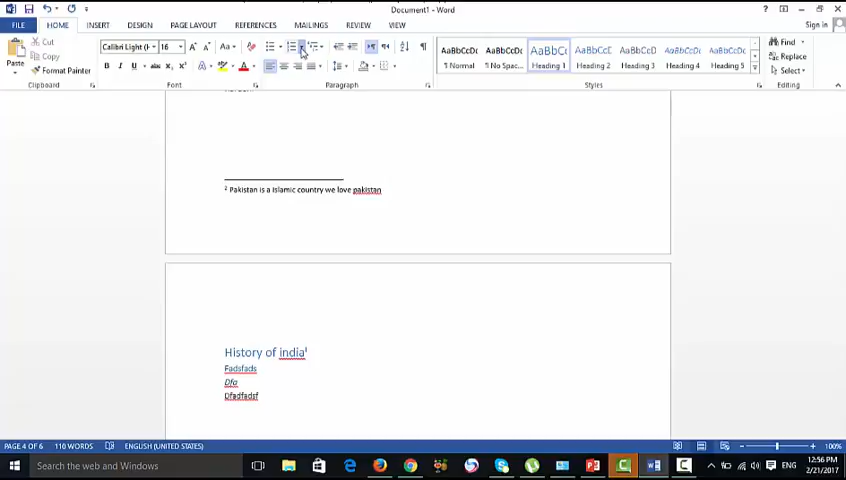 Document1 - Word
FILE HOME INSERT DESIGN PAGE LAYOUT REFERENCES MAILINGS REVIEW VIEW Sign in
Cut
Copy
Paste
Format Painter
Clipboard
Calibri Light (H 16
Font
Paragraph
AaBbCcDc AaBbCcDc AaBbC AaBbCcD AaBbCcD AaBbCcD AaBbCcD
¶ Normal ¶ No Spac... Heading 1 Heading 2 Heading 3 Heading 4 Heading 5
Styles
Find
Replace
Select
Editing
2 Pakistan is a Islamic country we love pakistan
History of india
Fadsfads
Dfa
Dfadfadsf
PAGE 4 OF 6 110 WORDS ENGLISH (UNITED STATES) 100%
Search the web and Windows
ENG 12:56 PM
2/21/2017